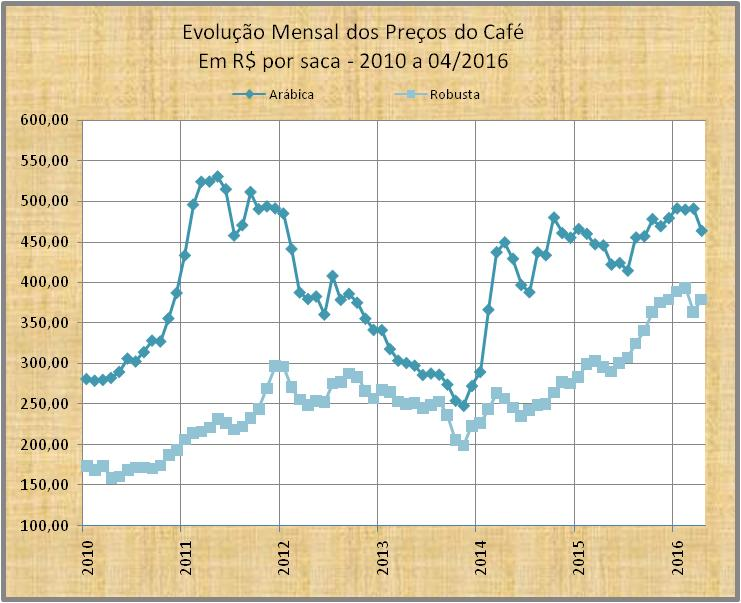 Evolução Mensal dos Preços do Café
Em R$ por saca - 2010 a 04/2016
Arábica Robusta
600,00
550,00
500,00
450,00
400,00
350,00
300,00
250,00
200,00
150,00
100,00
2010 2011 2012 2013 2014 2015 2016